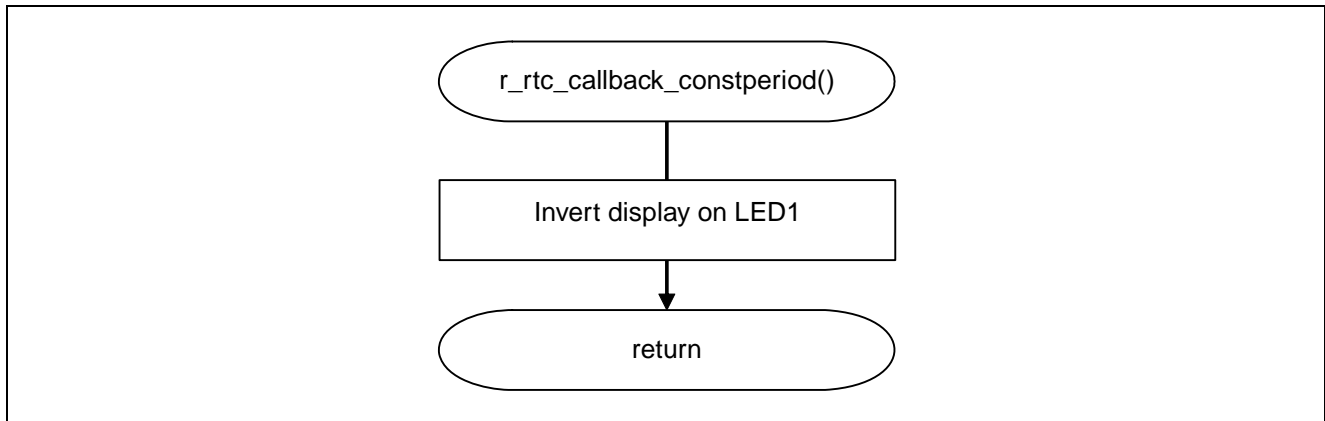 r_rtc_callback_constperiod()
Invert display on LED1
return